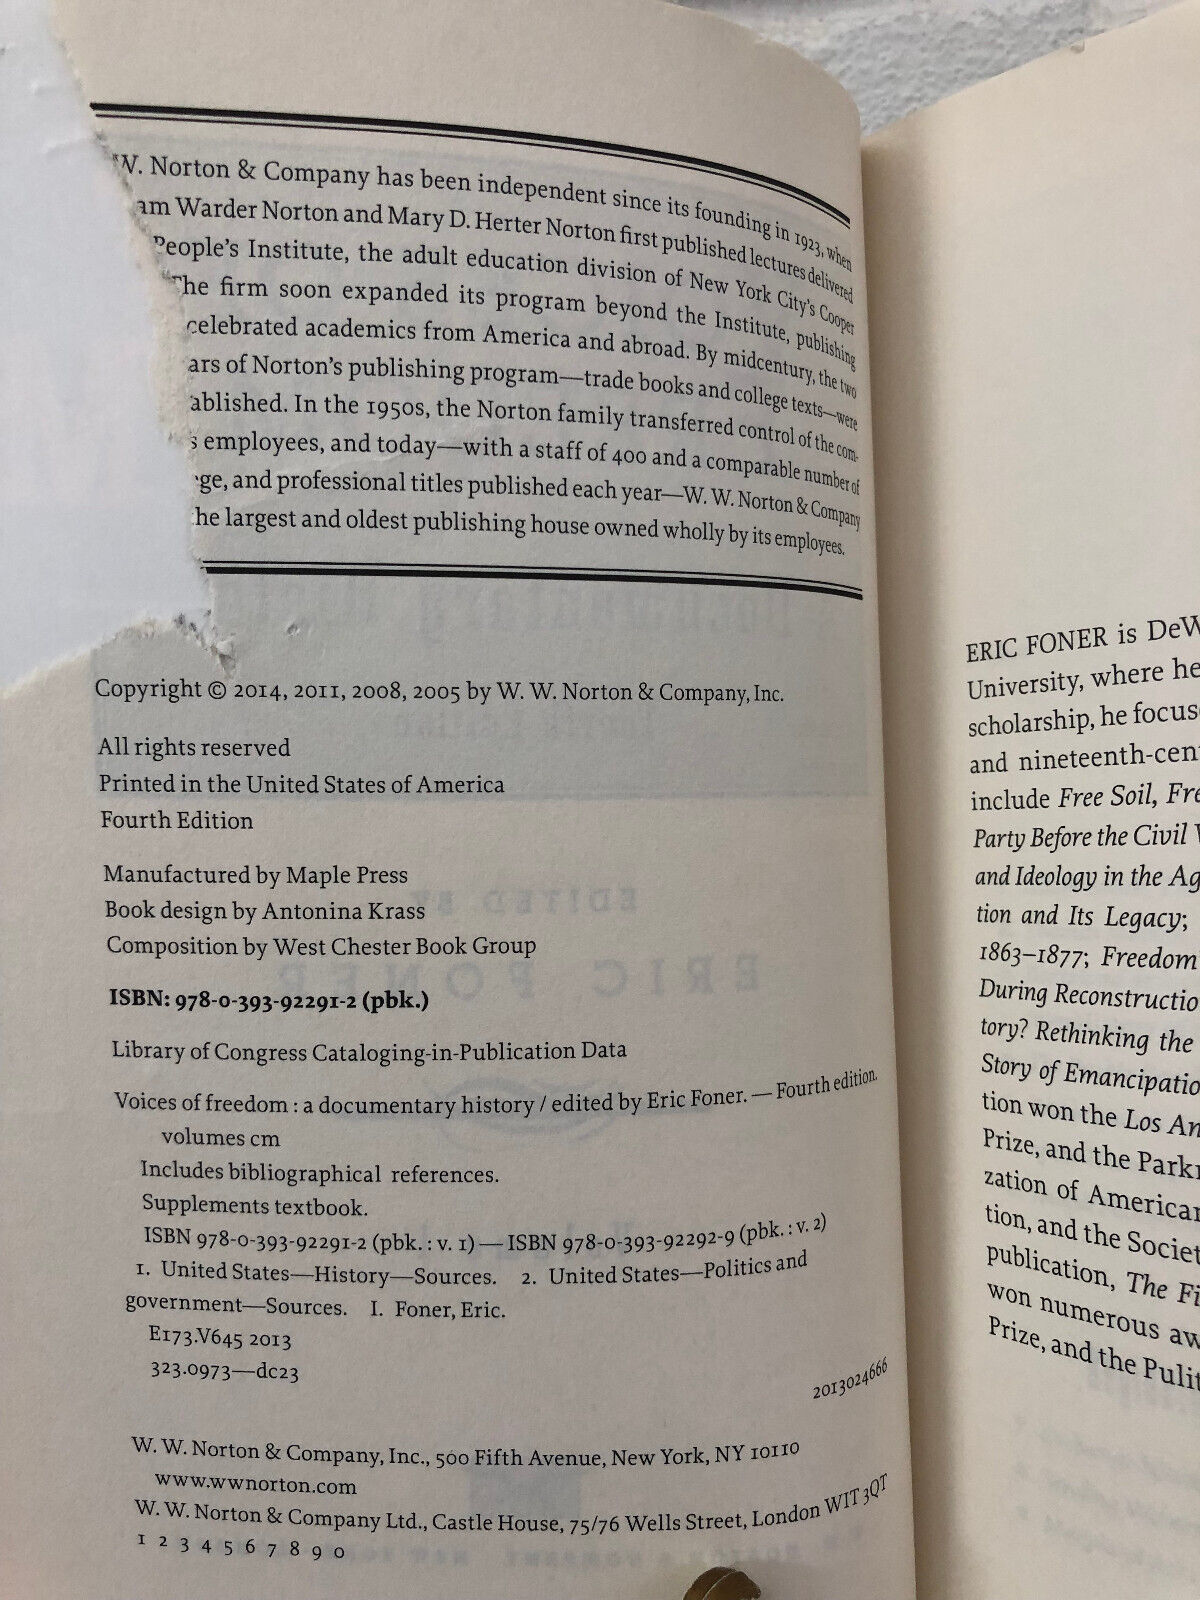 W. Norton & Company has been independent since its founding in 1923, when
am Warder Norton and Mary D. Herter Norton first published lectures delivered
People's Institute, the adult education division of New York City's Cooper
The firm soon expanded its program beyond the Institute, publishing
celebrated academics from America and abroad. By midcentury, the two
ars of Norton's publishing program—trade books and college texts—were
ablished. In the 1950s, the Norton family transferred control of the com-
s employees, and today—with a staff of 400 and a comparable number of
ge, and professional titles published each year—W. W. Norton & Company
he largest and oldest publishing house owned wholly by its employees.
Copyright © 2014, 2011, 2008, 2005 by W. W. Norton & Company, Inc.
All rights reserved
Printed in the United States of America
Fourth Edition
Manufactured by Maple Press
Book design by Antonina Krass
Composition by West Chester Book Group
ISBN: 978-0-393-92291-2 (pbk.)
Library of Congress Cataloging-in-Publication Data
Voices of freedom : a documentary history / edited by Eric Foner. — Fourth edition.
volumes cm
Includes bibliographical references.
Supplements textbook.
ISBN 978-0-393-92291-2 (pbk. : v. 1) — ISBN 978-0-393-92292-9 (pbk. : v. 2)
1. United States—History—Sources. 2. United States—Politics and
government—Sources. I. Foner, Eric.
E173.V645 2013
323.0973—dc23
2013024666
W. W. Norton & Company, Inc., 500 Fifth Avenue, New York, NY 10110
www.wwnorton.com
W. W. Norton & Company Ltd., Castle House, 75/76 Wells Street, London W1T 3QT
1 2 3 4 5 6 7 8 9 0
ERIC FONER is DeW
University, where he
scholarship, he focus
and nineteenth-cen
include Free Soil, Fre
Party Before the Civil
and Ideology in the Ag
tion and Its Legacy;
1863–1877; Freedom
During Reconstructio
tory? Rethinking the
Story of Emancipatio
tion won the Los An
Prize, and the Park
zation of American
tion, and the Societ
publication, The Fi
won numerous aw
Prize, and the Pulit